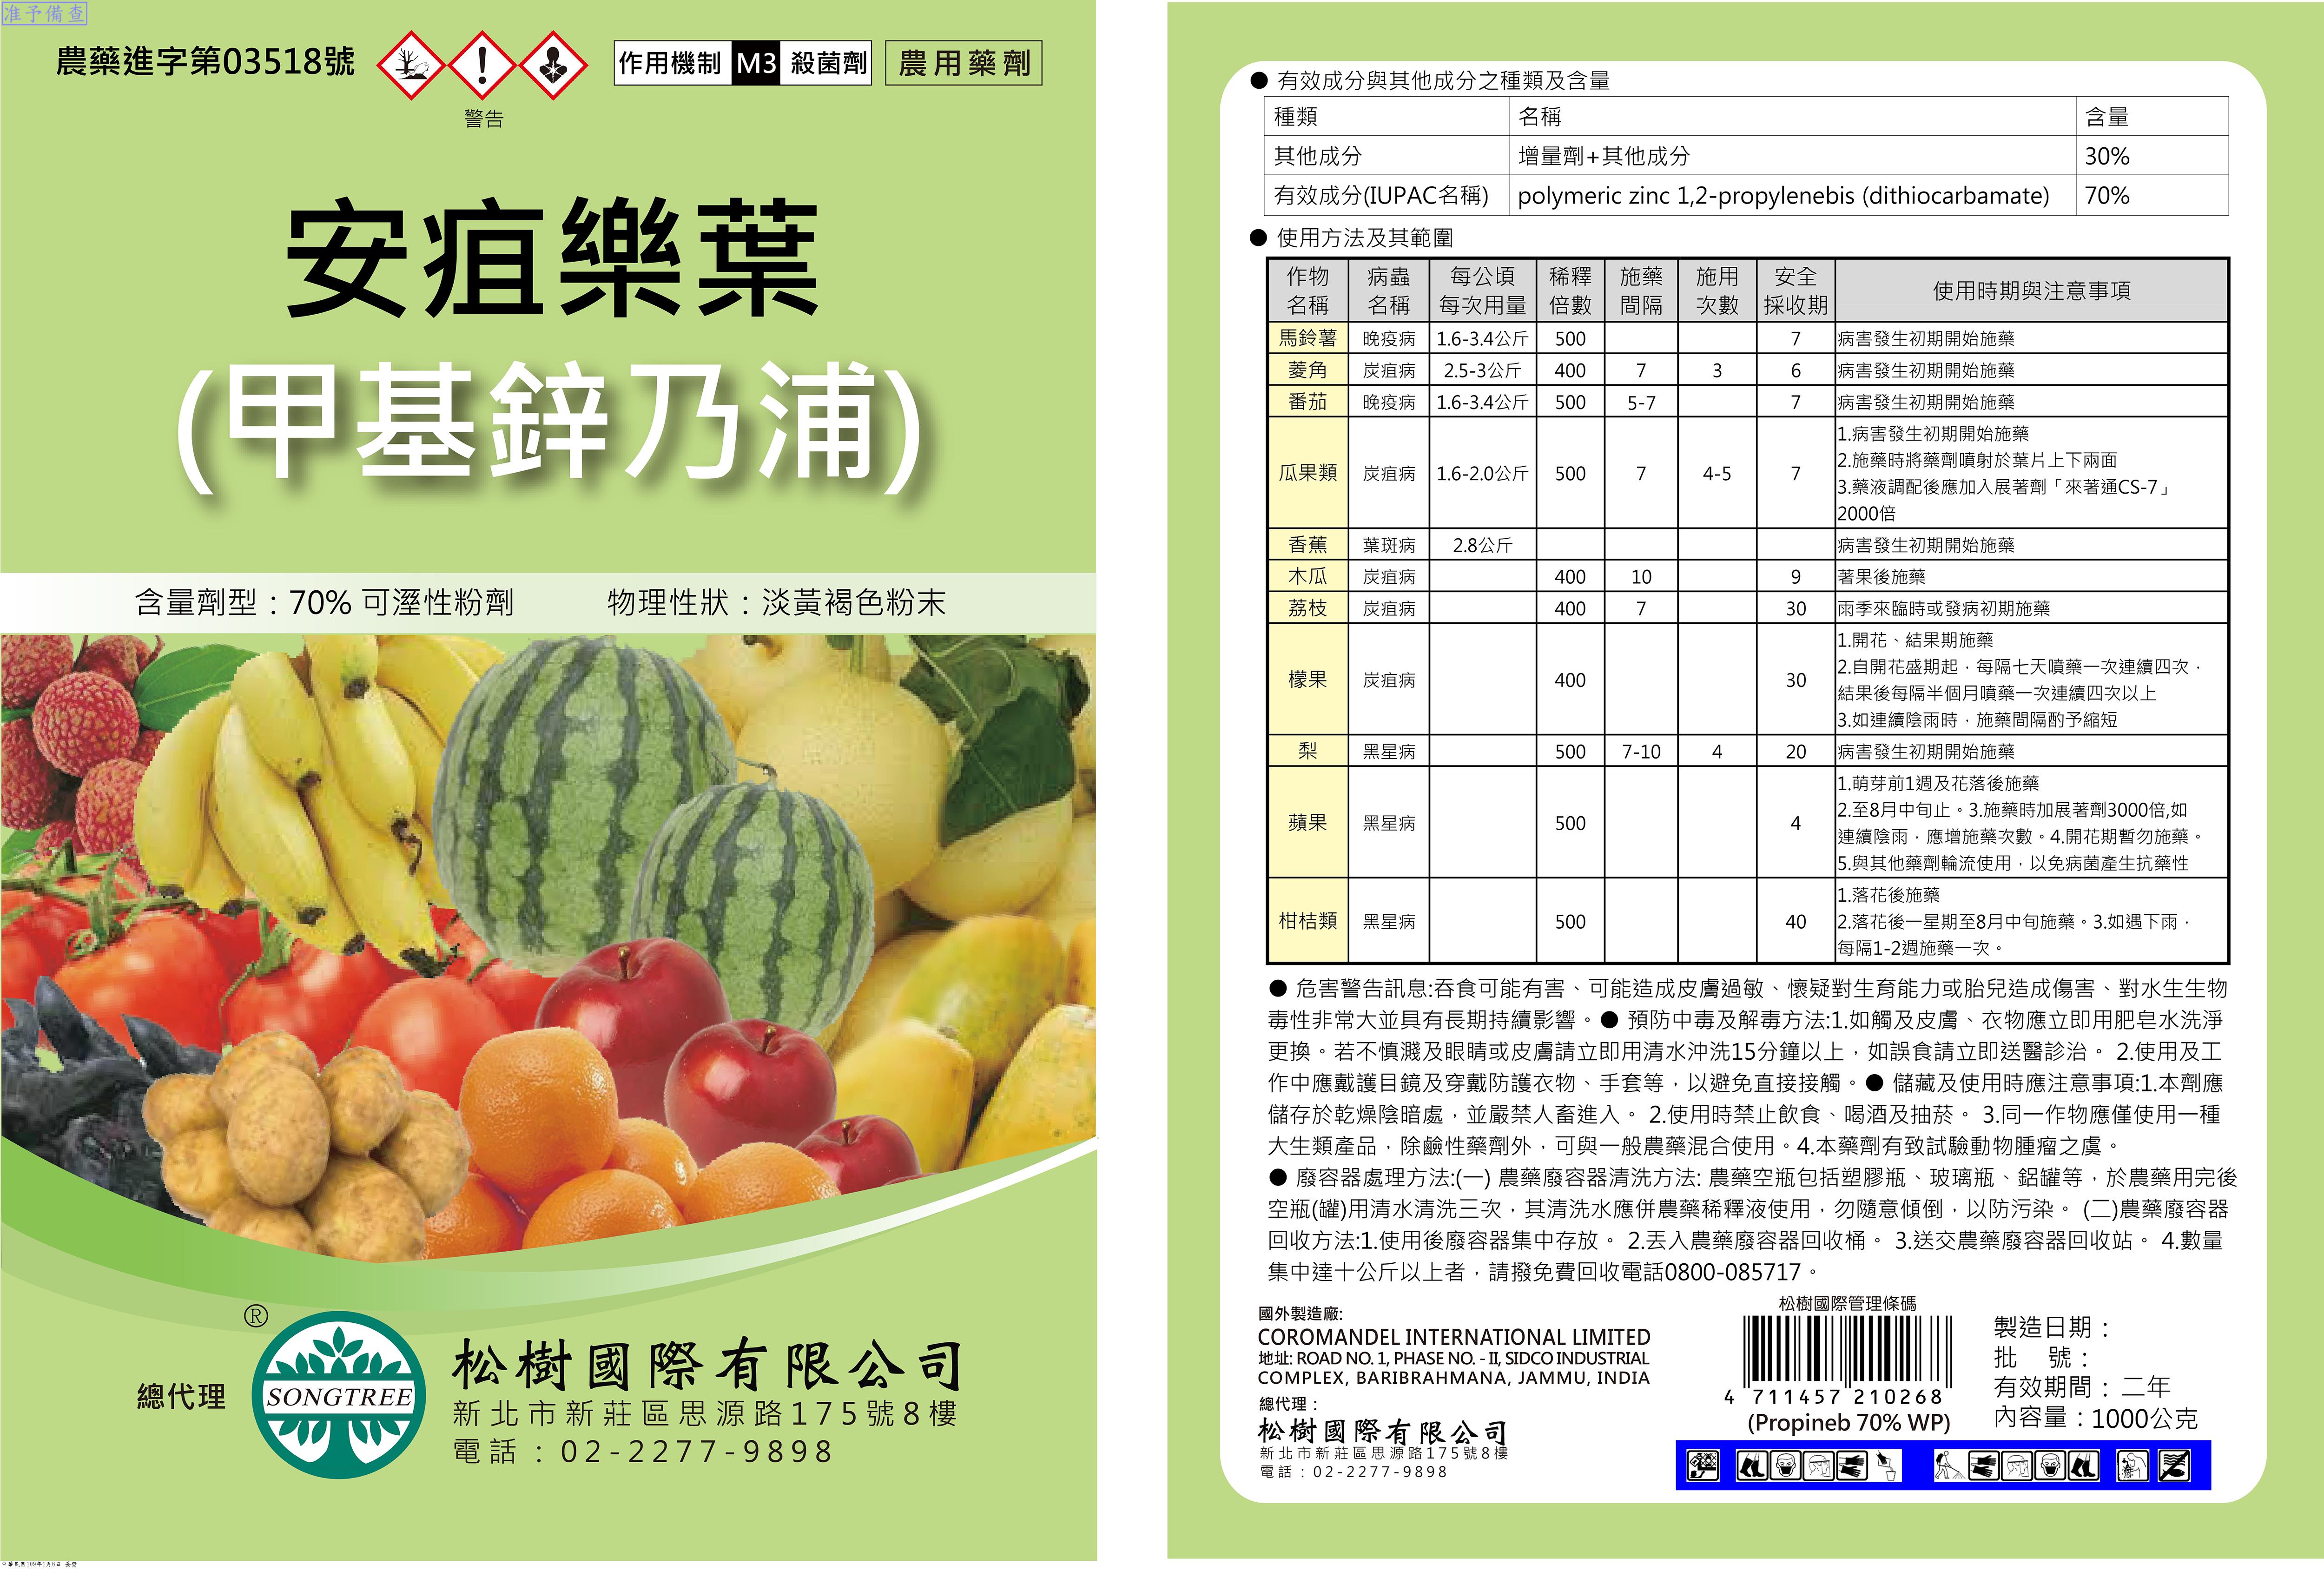 准予備查
農藥進字第03518號
作用機制 M3 殺菌劑
農用藥劑
警告
安疽樂葉
(甲基鋅乃浦)
含量劑型：70% 可溼性粉劑 物理性狀：淡黃褐色粉末
®
總代理
SONGTREE
松樹國際有限公司
新北市新莊區思源路175號8樓
電話：02-2277-9898
中華民國109年1月6日
● 有效成分與其他成分之種類及含量
種類 名稱 含量
其他成分 增量劑+其他成分 30%
有效成分(IUPAC名稱) polymeric zinc 1,2-propylenebis (dithiocarbamate) 70%
● 使用方法及其範圍
作物名稱 病蟲名稱 每公頃每次用量 稀釋倍數 施藥間隔 施用次數 安全採收期 使用時期與注意事項
馬鈴薯 晚疫病 1.6-3.4公斤 500 7 病害發生初期開始施藥
菱角 炭疽病 2.5-3公斤 400 7 3 6 病害發生初期開始施藥
番茄 晚疫病 1.6-3.4公斤 500 5-7 7 病害發生初期開始施藥
瓜果類 炭疽病 1.6-2.0公斤 500 7 4-5 7 1.病害發生初期開始施藥
2.施藥時將藥劑噴射於葉片上下兩面
3.藥液調配後應加入展著劑「來著通CS-7」
2000倍
香蕉 葉斑病 2.8公斤 病害發生初期開始施藥
木瓜 炭疽病 400 10 9 著果後施藥
荔枝 炭疽病 400 7 30 雨季來臨時或發病初期施藥
檬果 炭疽病 400 30 1.開花、結果期施藥
2.自開花盛期起，每隔七天噴藥一次連續四次，
結果後每隔半個月噴藥一次連續四次以上
3.如連續陰雨時，施藥間隔酌予縮短
梨 黑星病 500 7-10 4 20 病害發生初期開始施藥
蘋果 黑星病 500 4 1.萌芽前1週及花落後施藥
2.至8月中旬止。3.施藥時加展著劑3000倍,如
連續陰雨，應增施藥次數。4.開花期暫勿施藥。
5.與其他藥劑輪流使用，以免病菌產生抗藥性
柑桔類 黑星病 500 40 1.落花後施藥
2.落花後一星期至8月中旬施藥。3.如遇下雨，
每隔1-2週施藥一次。
● 危害警告訊息:吞食可能有害、可能造成皮膚過敏、懷疑對生育能力或胎兒造成傷害、對水生生物
毒性非常大並具有長期持續影響。● 預防中毒及解毒方法:1.如觸及皮膚、衣物應立即用肥皂水洗淨
更換。若不慎濺及眼睛或皮膚請立即用清水沖洗15分鐘以上，如誤食請立即送醫診治。 2.使用及工
作中應戴護目鏡及穿戴防護衣物、手套等，以避免直接接觸。● 儲藏及使用時應注意事項:1.本劑應
儲存於乾燥陰暗處，並嚴禁人畜進入。 2.使用時禁止飲食、喝酒及抽菸。 3.同一作物應僅使用一種
大生類產品，除鹼性藥劑外，可與一般農藥混合使用。4.本藥劑有致試驗動物腫瘤之虞。
● 廢容器處理方法:(一) 農藥廢容器清洗方法: 農藥空瓶包括塑膠瓶、玻璃瓶、鋁罐等，於農藥用完後
空瓶(罐)用清水清洗三次，其清洗水應併農藥稀釋液使用，勿隨意傾倒，以防污染。 (二)農藥廢容器
回收方法:1.使用後廢容器集中存放。 2.丟入農藥廢容器回收桶。 3.送交農藥廢容器回收站。 4.數量
集中達十公斤以上者，請撥免費回收電話0800-085717。
國外製造廠:
COROMANDEL INTERNATIONAL LIMITED
地址: ROAD NO. 1, PHASE NO. - II, SIDCO INDUSTRIAL
COMPLEX, BARIBRAHMANA, JAMMU, INDIA
總代理：
松樹國際有限公司
新北市新莊區思源路175號8樓
電話：02-2277-9898
松樹國際管理條碼
4 711457 210268
(Propineb 70% WP)
製造日期：
批 號：
有效期間：二年
內容量：1000公克